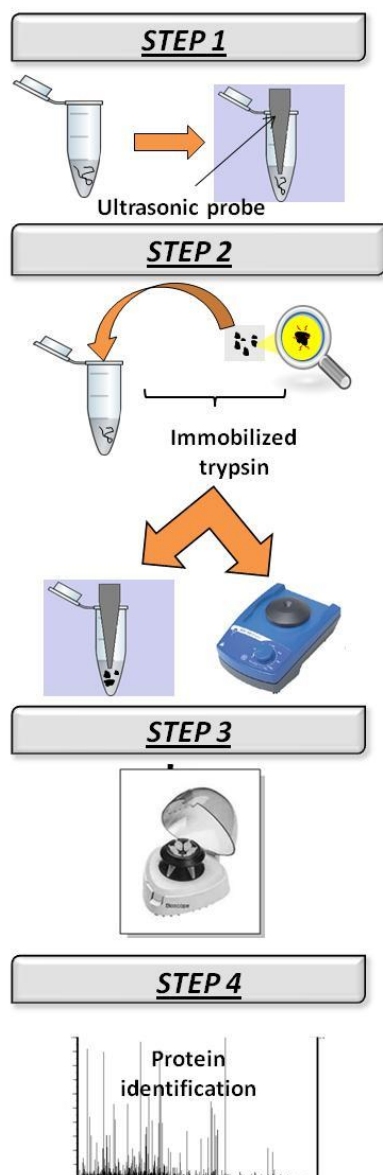 STEP 1
Ultrasonic probe
STEP 2
Immobilized
trypsin
STEP 3
STEP 4
Protein
identification